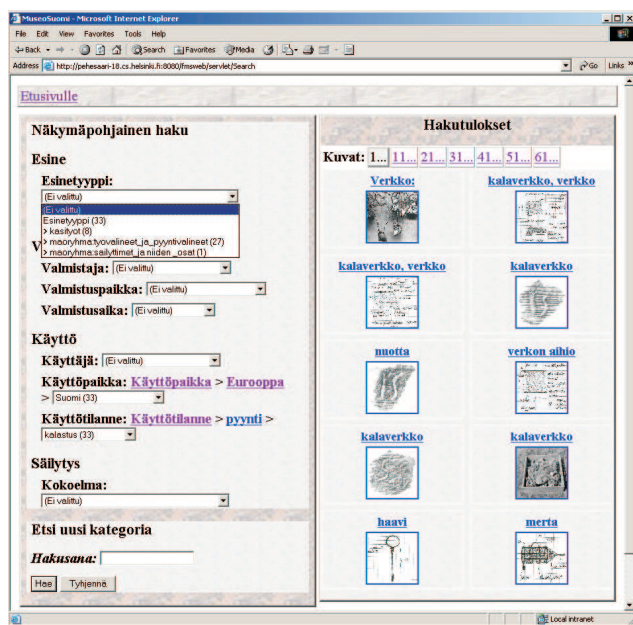 MuseoSuomi - Microsoft Internet Explorer
File Edit View Favorites Tools Help
Back Search Favorites Media
Address http://pehesaari-18.cs.helsinki.fi:8080/fmsweb/servlet/Search Go Links »
Etusivulle
Näkymäpohjainen haku
Esine
Esinetyyppi:
(Ei valittu)
(Ei valittu)
Esinetyyppi (33)
> kasityot (8)
> maoryhma:tyovalineet_ja_pyyntivalineet (27)
> maoryhma:sailyttimet_ja niiden _osat (1)
V
Valmistaja: (Ei valittu)
Valmistuspaikka: (Ei valittu)
Valmistusaika: (Ei valittu)
Käyttö
Käyttäjä: (Ei valittu)
Käyttöpaikka: Käyttöpaikka > Eurooppa
> Suomi (33)
Käyttötilanne: Käyttötilanne > pyynti >
kalastus (33)
Säilytys
Kokoelma:
(Ei valittu)
Etsi uusi kategoria
Hakusana:
Hae Tyhjennä
Hakutulokset
Kuvat: 1... 11... 21... 31... 41... 51... 61...
Verkko: kalaverkko, verkko
kalaverkko, verkko kalaverkko
nuotta verkon aihio
kalaverkko kalaverkko
haavi merta
Local intranet